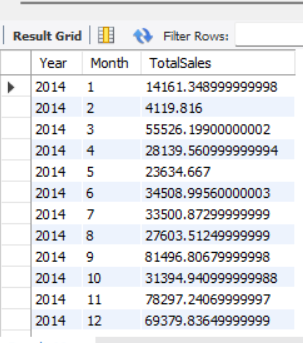 Result Grid Filter Rows:
Year Month TotalSales
2014 1 14161.348999999998
2014 2 4119.816
2014 3 55526.19900000002
2014 4 28139.560999999994
2014 5 23634.667
2014 6 34508.99560000003
2014 7 33500.87299999999
2014 8 27603.51249999999
2014 9 81496.80679999998
2014 10 31394.940999999988
2014 11 78297.24069999997
2014 12 69379.83649999999